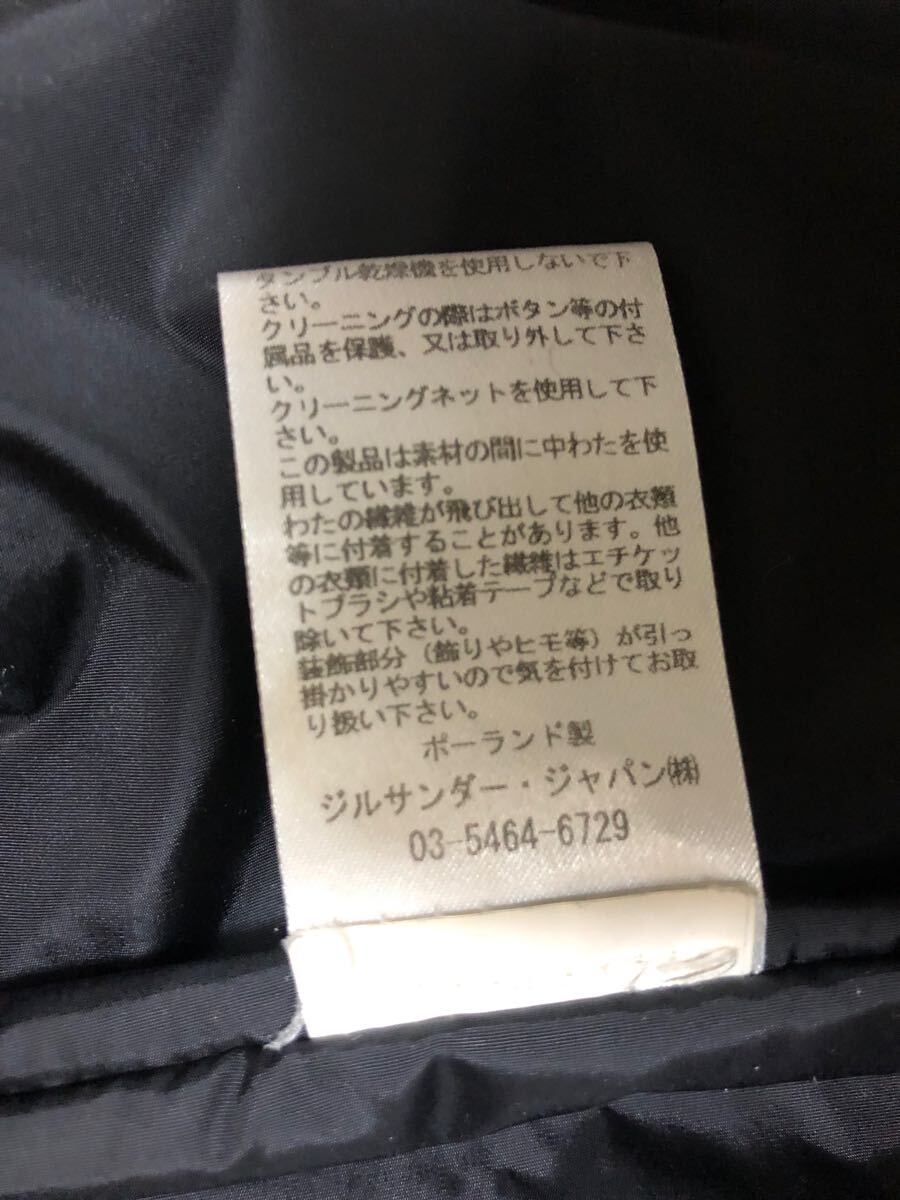 タンブル乾燥機を使用しないで下
さい。
クリーニングの際はボタン等の付
属品を保護、又は取り外して下さ
い。
クリーニングネットを使用して下
さい。
この製品は素材の間に中わたを使
用しています。
わたの繊維が飛び出して他の衣類
等に付着することがあります。他
の衣類に付着した繊維はエチケッ
トブラシや粘着テープなどで取り
除いて下さい。
装飾部分（飾りやヒモ等）が引っ
掛かりやすいので気を付けてお取
り扱い下さい。
ポーランド製
ジルサンダー・ジャパン㈱
03-5464-6729